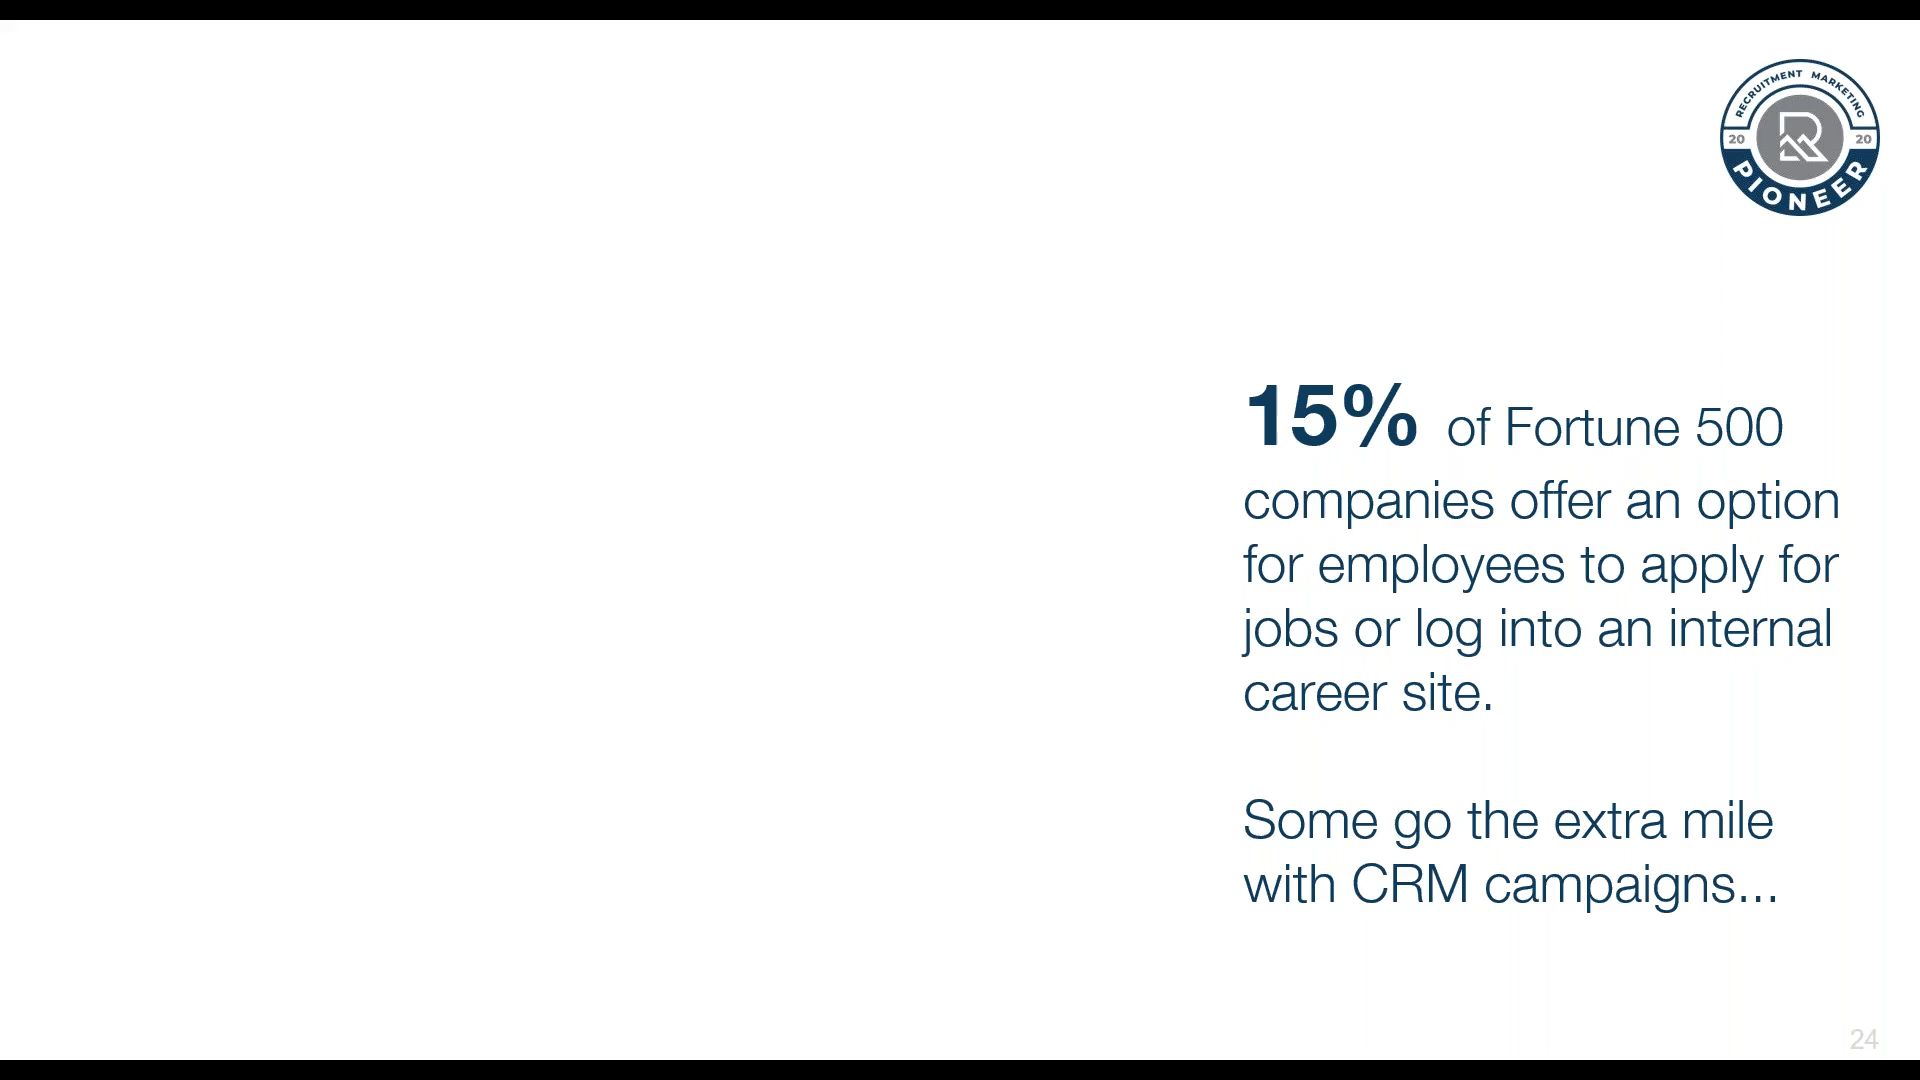 RECRUITMENT MARKETING
20 20
PIONEER
15% of Fortune 500
companies offer an option
for employees to apply for
jobs or log into an internal
career site.
Some go the extra mile
with CRM campaigns...
24